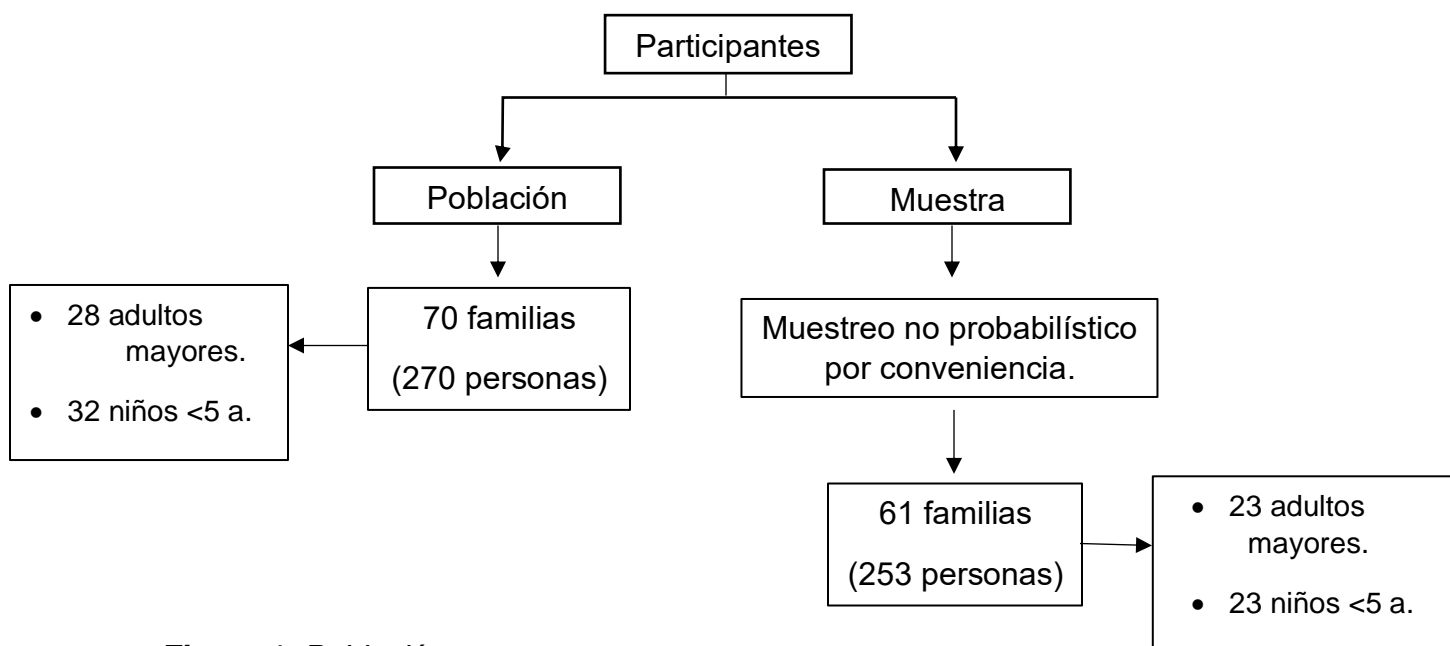 Participantes
Población
Muestra
• 28 adultos
mayores.
• 32 niños <5 a.
70 familias
(270 personas)
Muestreo no probabilístico
por conveniencia.
61 familias
(253 personas)
• 23 adultos
mayores.
• 23 niños <5 a.